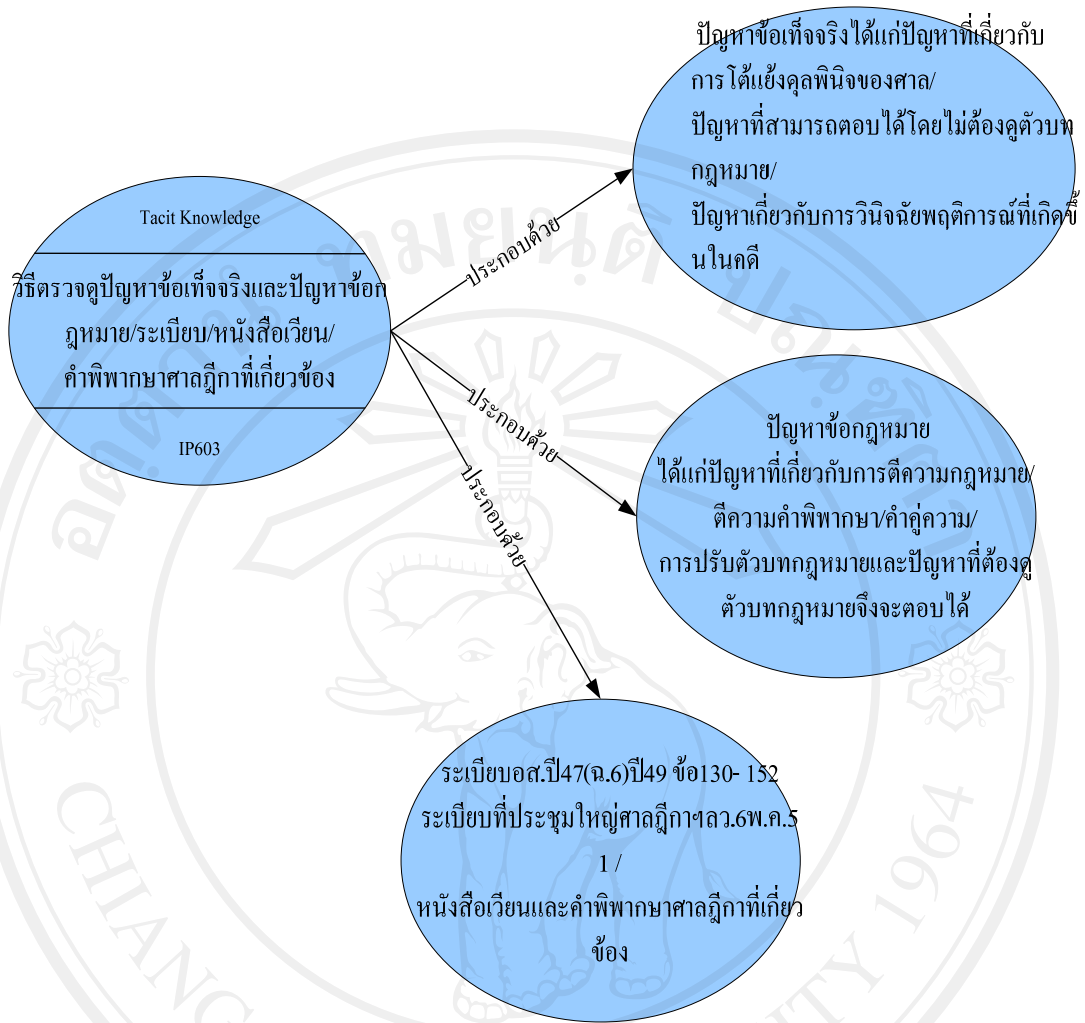 Tacit Knowledge
วิธีตรวจดูปัญหาข้อเท็จจริงและปัญหาข้อก
ฎหมาย/ระเบียบ/หนังสือเวียน/
คำพิพากษาศาลฎีกาที่เกี่ยวข้อง
IP603
ประกอบด้วย
ปัญหาข้อเท็จจริงได้แก่ปัญหาที่เกี่ยวกับ
การโต้แย้งคุลพินิจของศาล/
ปัญหาที่สามารถตอบได้โดยไม่ต้องดูตัวบท
กฎหมาย/
ปัญหาเกี่ยวกับการวินิจฉัยพฤติการณ์ที่เกิดขึ้
นในคดี
ประกอบด้วย
ปัญหาข้อกฎหมาย
ได้แก่ปัญหาที่เกี่ยวกับการตีความกฎหมาย/
ตีความคำพิพากษา/คำคู่ความ/
การปรับตัวบทกฎหมายและปัญหาที่ต้องดู
ตัวบทกฎหมายจึงจะตอบได้
ประกอบด้วย
ระเบียบอส.ปี47(ฉ.6)ปี49 ข้อ130- 152
ระเบียบที่ประชุมใหญ่ศาลฎีกาฯลว.6พ.ค.5
1 /
หนังสือเวียนและคำพิพากษาศาลฎีกาที่เกี่ยว
ข้อง
CHIANG
1964